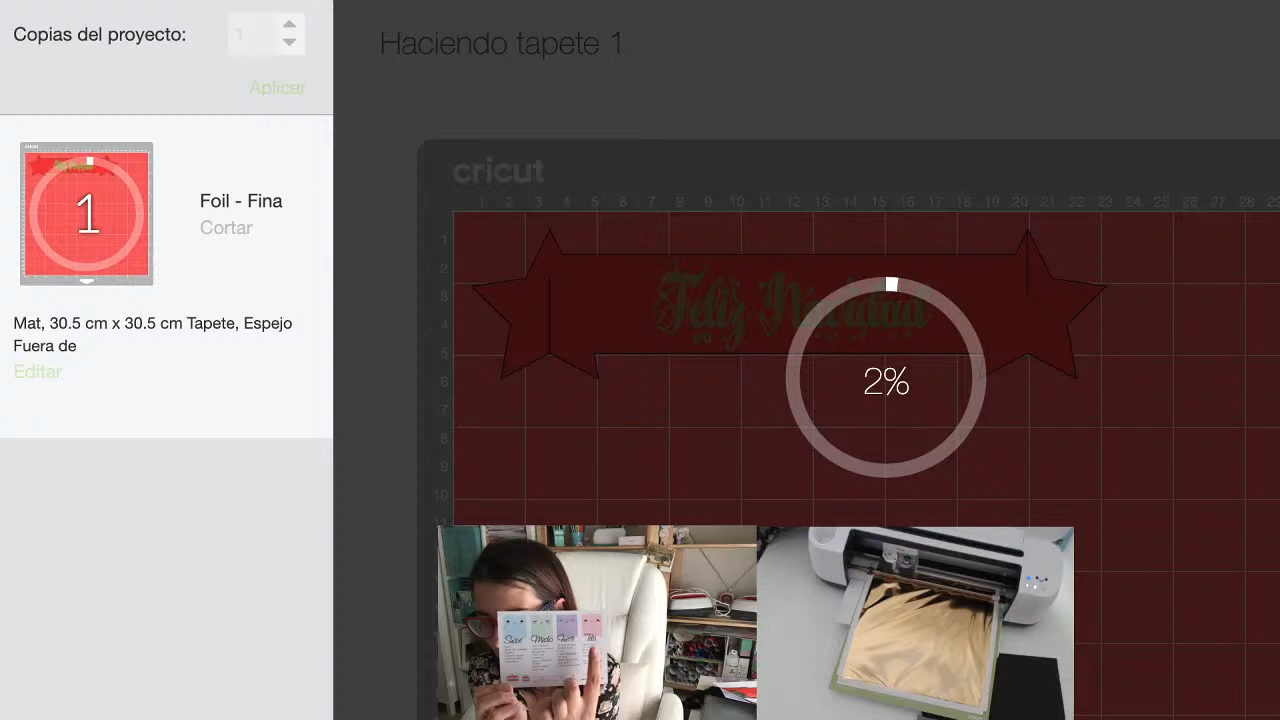 Copias del proyecto:
1
Aplicar
Haciendo tapete 1
cricut
1 2 3 4 5 6 7 8 9 10 11 12 13 14 15 16 17 18 19 20 21 22 23 24 25 26 27 28 29
1
2
3
4
5
6
7
8
9
10
Feliz Navidad
2%
1
Foil - Fina
Cortar
Mat, 30.5 cm x 30.5 cm Tapete, Espejo
Fuera de
Editar